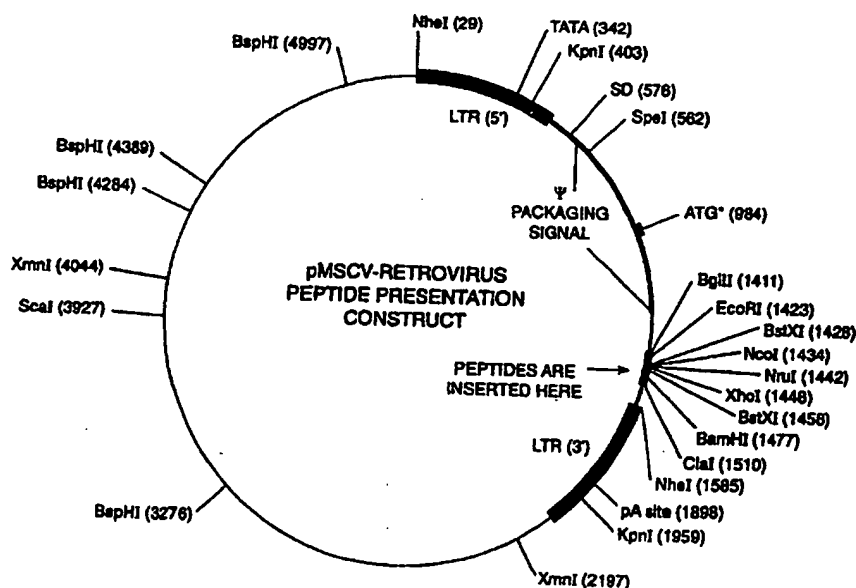 NheI (29)
TATA (342)
KpnI (403)
BspHI (4997)
SD (576)
LTR (5')
SpeI (562)
BspHI (4389)
BspHI (4284)
Ψ
PACKAGING
SIGNAL
ATG* (984)
XmnI (4044)
ScaI (3927)
pMSCV-RETROVIRUS
PEPTIDE PRESENTATION
CONSTRUCT
BglII (1411)
EcoRI (1423)
BstXI (1428)
NcoI (1434)
NruI (1442)
XhoI (1448)
BstXI (1458)
BamHI (1477)
ClaI (1510)
NheI (1585)
PEPTIDES ARE
INSERTED HERE
LTR (3')
BspHI (3276)
pA site (1898)
KpnI (1959)
XmnI (2197)